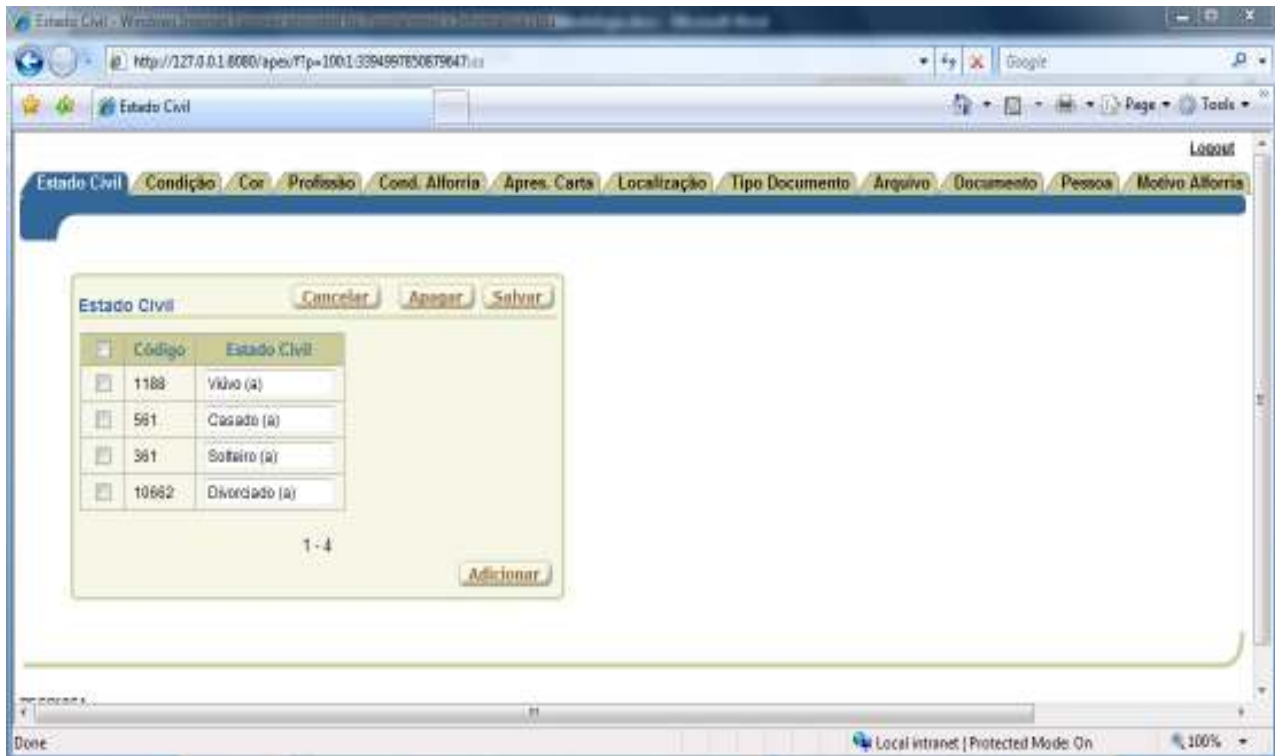 Estado Civil - Windows Internet
http://127.0.0.1:8080/apex/f?p=100:1:3394997850879647
Google
Estado Civil
Page
Tools
Logout
Estado Civil Condição Cor Profissão Cond. Alforria Apres. Carta Localização Tipo Documento Arquivo Documento Pessoa Motivo Alforria
Estado Civil Cancelar Apagar Salvar
Código Estado Civil
1188 Viúvo (a)
561 Casado (a)
361 Solteiro (a)
10662 Divorciado (a)
1 - 4
Adicionar
Done Local intranet | Protected Mode: On 100%